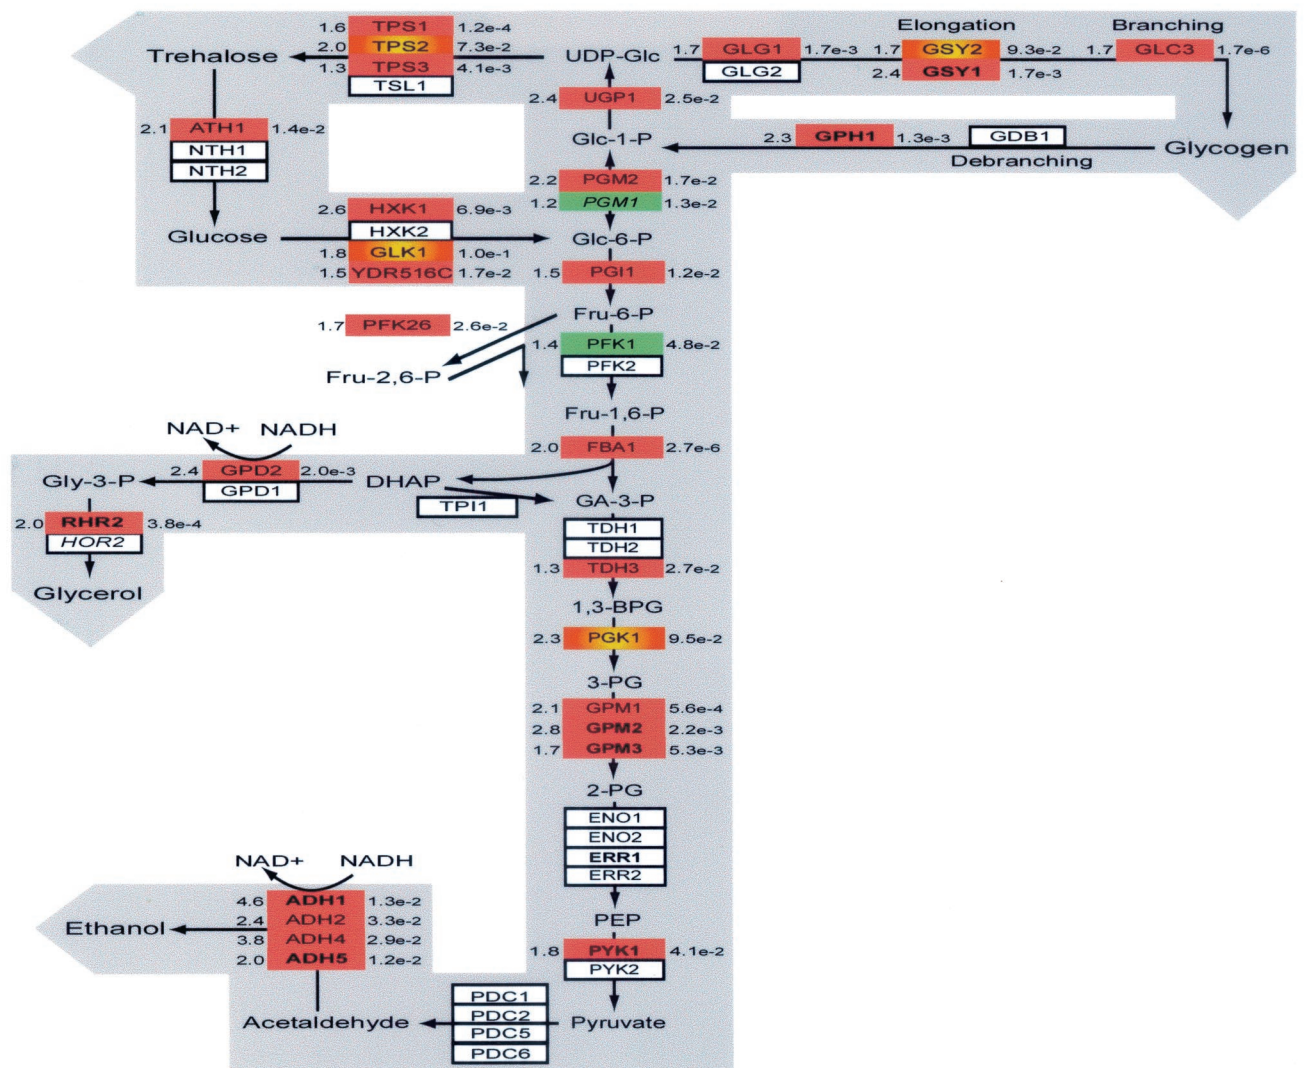 Elongation Branching
1.6 TPS1 1.2e-4
Trehalose 2.0 TPS2 7.3e-2 UDP-Glc 1.7 GLG1 1.7e-3 1.7 GSY2 9.3e-2 1.7 GLC3 1.7e-6
1.3 TPS3 4.1e-3 GLG2 2.4 GSY1 1.7e-3
TSL1
2.4 UGP1 2.5e-2
2.1 ATH1 1.4e-2 Glc-1-P 2.3 GPH1 1.3e-3 GDB1 Glycogen
NTH1 Debranching
NTH2
2.2 PGM2 1.7e-2
2.6 HXK1 6.9e-3 1.2 PGM1 1.3e-2
Glucose HXK2 Glc-6-P
1.8 GLK1 1.0e-1
1.5 YDR516C 1.7e-2 1.5 PGI1 1.2e-2
1.7 PFK26 2.6e-2 Fru-6-P
1.4 PFK1 4.8e-2
Fru-2,6-P PFK2
Fru-1,6-P
NAD+ NADH
2.0 FBA1 2.7e-6
2.4 GPD2 2.0e-3
Gly-3-P GPD1 DHAP
TPI1 GA-3-P
2.0 RHR2 3.8e-4 TDH1
HOR2 TDH2
1.3 TDH3 2.7e-2
Glycerol
1,3-BPG
2.3 PGK1 9.5e-2
3-PG
2.1 GPM1 5.6e-4
2.8 GPM2 2.2e-3
1.7 GPM3 5.3e-3
2-PG
ENO1
ENO2
ERR1
ERR2
NAD+ NADH
4.6 ADH1 1.3e-2
2.4 ADH2 3.3e-2 PEP
Ethanol 3.8 ADH4 2.9e-2
2.0 ADH5 1.2e-2 1.8 PYK1 4.1e-2
PYK2
PDC1
Acetaldehyde PDC2 Pyruvate
PDC5
PDC6